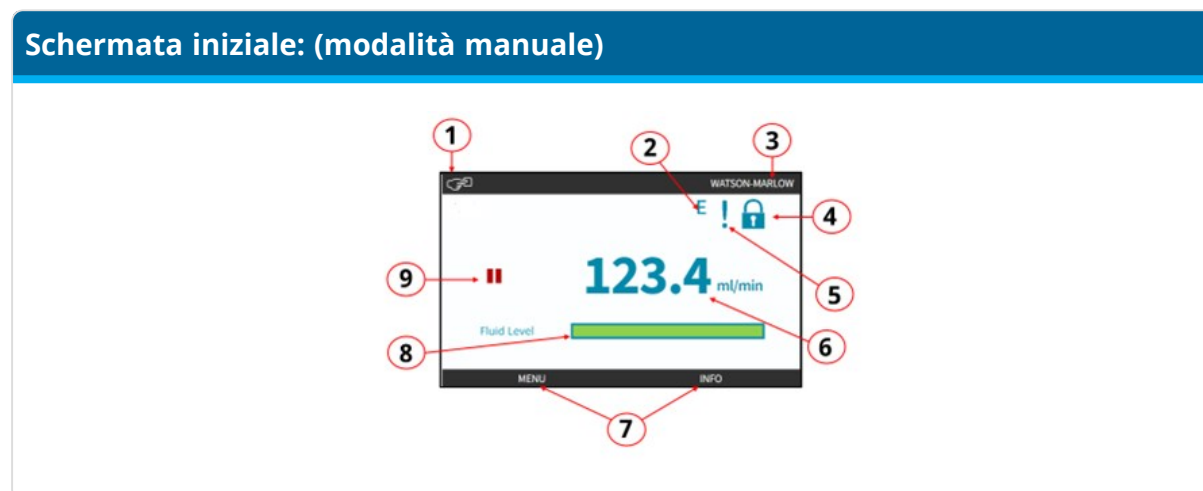 Schermata iniziale: (modalità manuale)
1
2
3
WATSON-MARLOW
E ! 4
9
123.4 ml/min
5
Fluid Level
6
8
MENU INFO
7